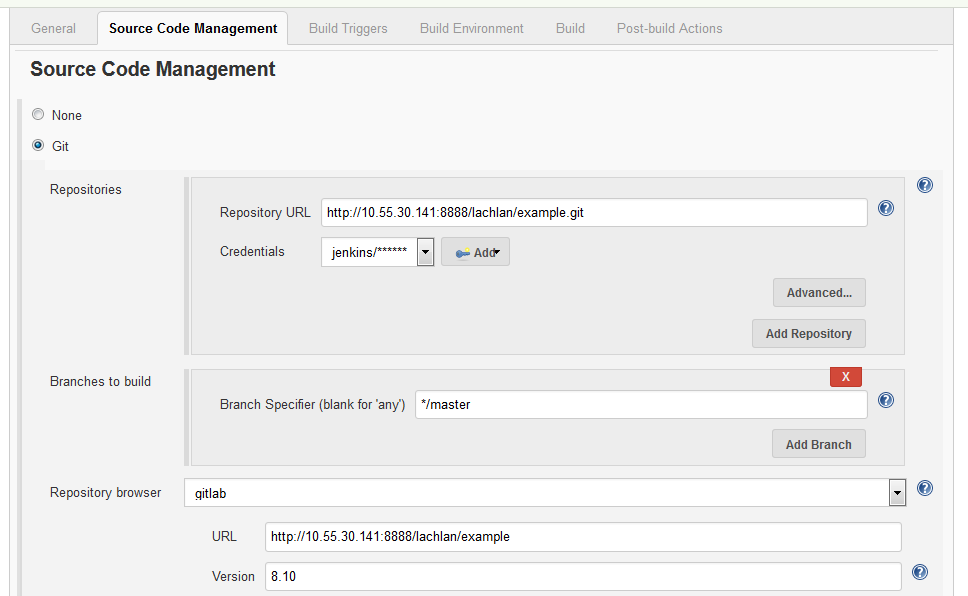 General Source Code Management Build Triggers Build Environment Build Post-build Actions
Source Code Management
None
Git
Repositories
Repository URL http://10.55.30.141:8888/lachlan/example.git
Credentials jenkins/****** Add
Advanced...
Add Repository
Branches to build
X
Branch Specifier (blank for 'any') */master
Add Branch
Repository browser gitlab
URL http://10.55.30.141:8888/lachlan/example
Version 8.10